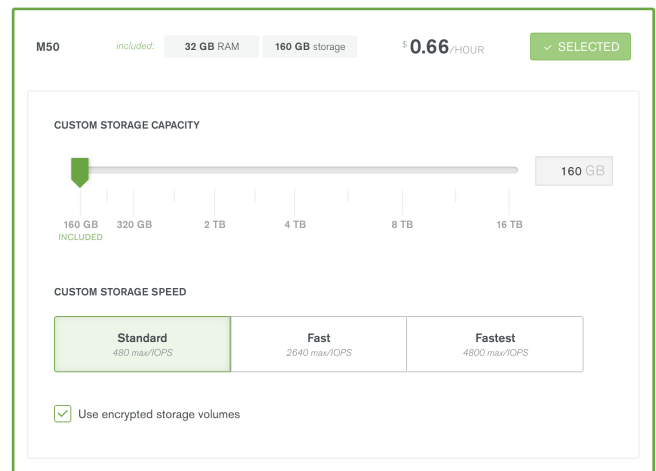 M50 included: 32 GB RAM 160 GB storage $0.66/HOUR ✓ SELECTED
CUSTOM STORAGE CAPACITY
160 GB
160 GB 320 GB 2 TB 4 TB 8 TB 16 TB
INCLUDED
CUSTOM STORAGE SPEED
Standard Fast Fastest
480 max/IOPS 2640 max/IOPS 4800 max/IOPS
Use encrypted storage volumes